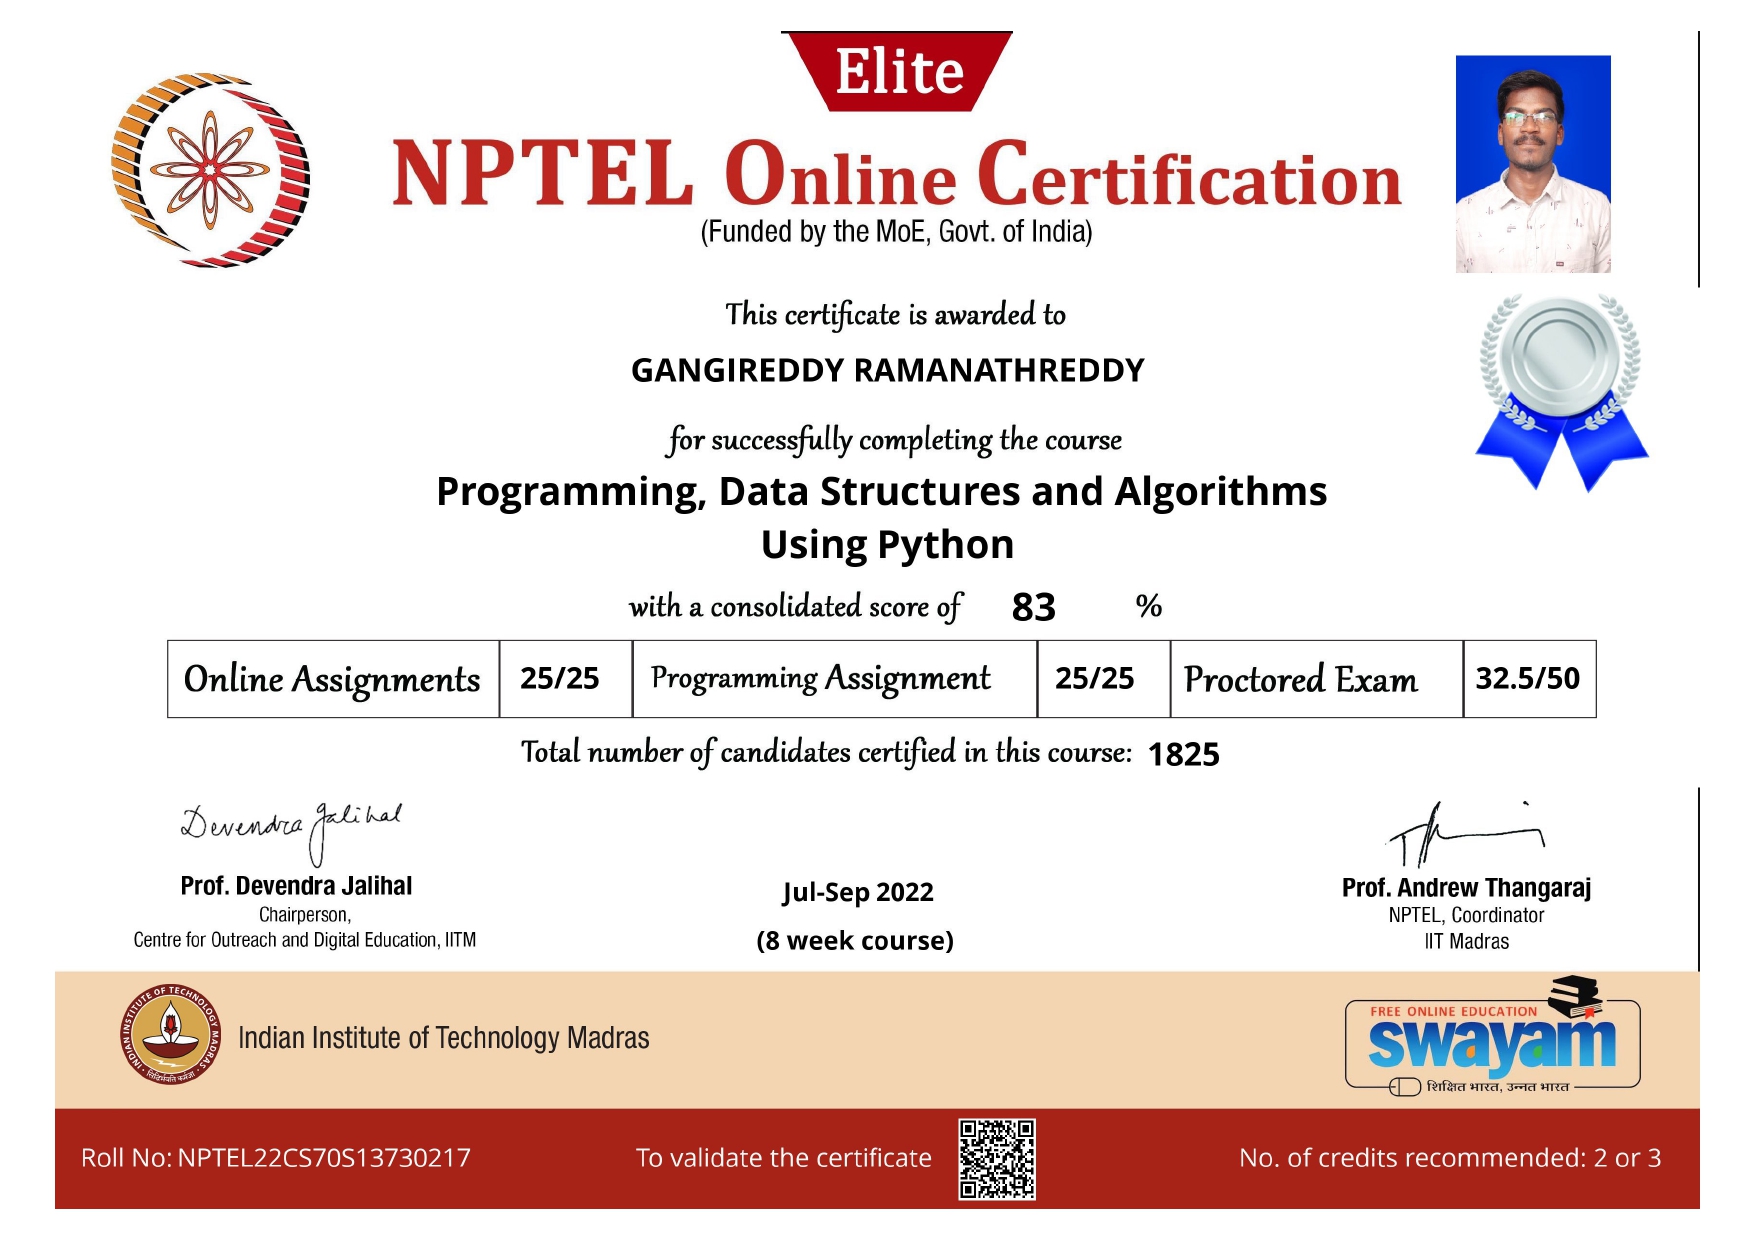 Elite
NPTEL Online Certification
(Funded by the MoE, Govt. of India)
This certificate is awarded to
GANGIREDDY RAMANATHREDDY
for successfully completing the course
Programming, Data Structures and Algorithms
Using Python
with a consolidated score of 83 %
Online Assignments 25/25 Programming Assignment 25/25 Proctored Exam 32.5/50
Total number of candidates certified in this course: 1825
Devendra Jalihal
Prof. Devendra Jalihal
Chairperson,
Centre for Outreach and Digital Education, IITM
Jul-Sep 2022
(8 week course)
Prof. Andrew Thangaraj
NPTEL, Coordinator
IIT Madras
INDIAN INSTITUTE OF TECHNOLOGY MADRAS
सिद्धिर्भवति कर्मजा
Indian Institute of Technology Madras
FREE ONLINE EDUCATION
swayam
शिक्षित भारत, उन्नत भारत
Roll No: NPTEL22CS70S13730217
To validate the certificate
No. of credits recommended: 2 or 3